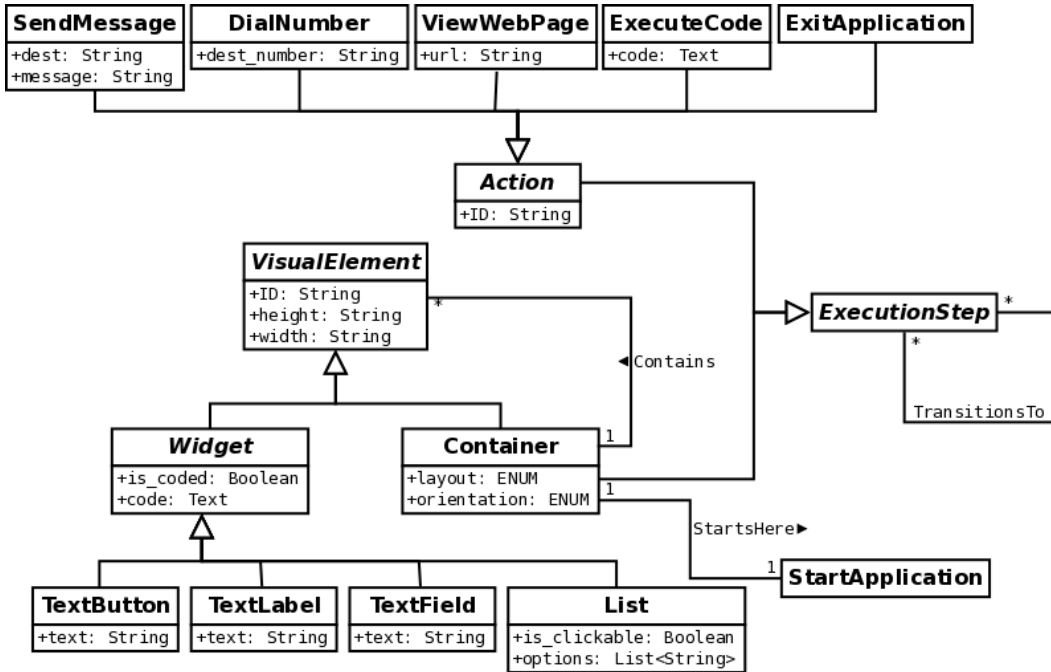 SendMessage
+dest: String
+message: String
DialNumber
+dest_number: String
ViewWebPage
+url: String
ExecuteCode
+code: Text
ExitApplication
Action
+ID: String
VisualElement
+ID: String
+height: String
+width: String
*
◄Contains
ExecutionStep
*
*
TransitionsTo
Widget
+is_coded: Boolean
+code: Text
Container
+layout: ENUM
+orientation: ENUM
1
1
StartsHere►
1
StartApplication
TextButton
+text: String
TextLabel
+text: String
TextField
+text: String
List
+is_clickable: Boolean
+options: List<String>